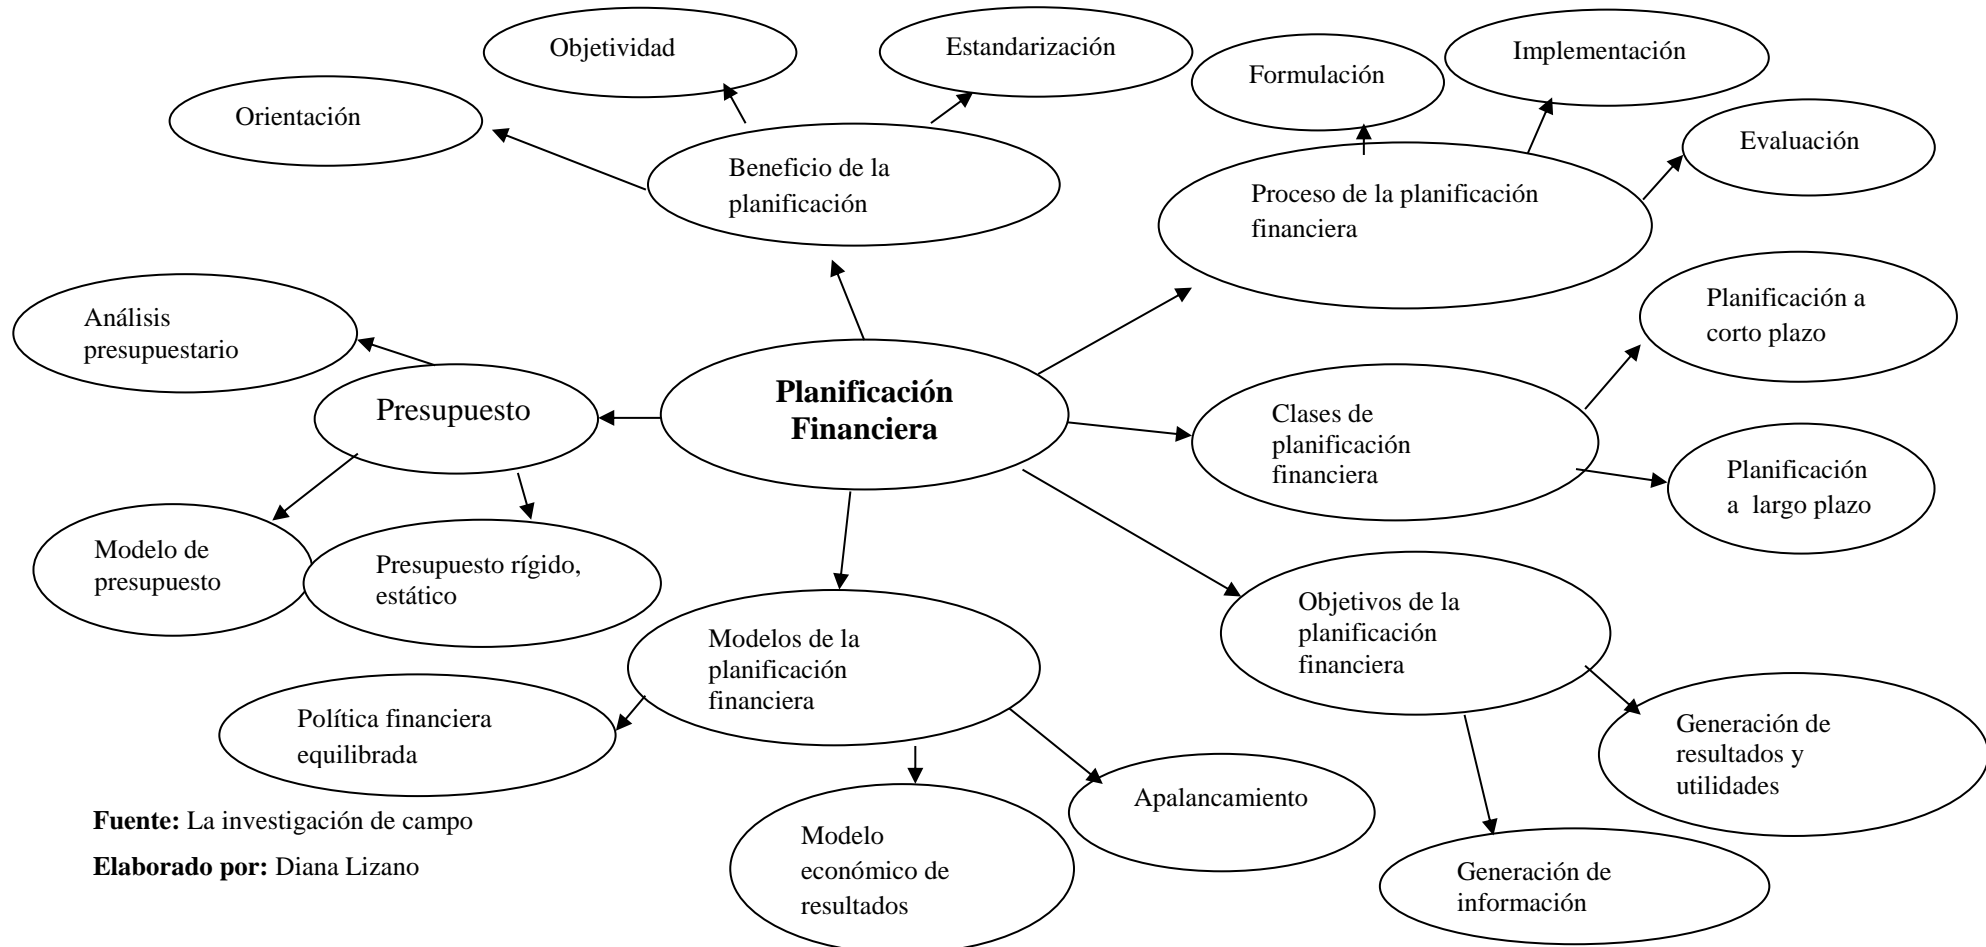 Objetividad
Estandarización
Formulación
Implementación
Orientación
Evaluación
Beneficio de la
planificación
Proceso de la planificación
financiera
Análisis
presupuestario
Planificación a
corto plazo
Presupuesto
Planificación
Financiera
Clases de
planificación
financiera
Planificación
a largo plazo
Modelo de
presupuesto
Presupuesto rígido,
estático
Objetivos de la
planificación
financiera
Modelos de la
planificación
financiera
Política financiera
equilibrada
Generación de
resultados y
utilidades
Apalancamiento
Modelo
económico de
resultados
Generación de
información
Fuente: La investigación de campo
Elaborado por: Diana Lizano